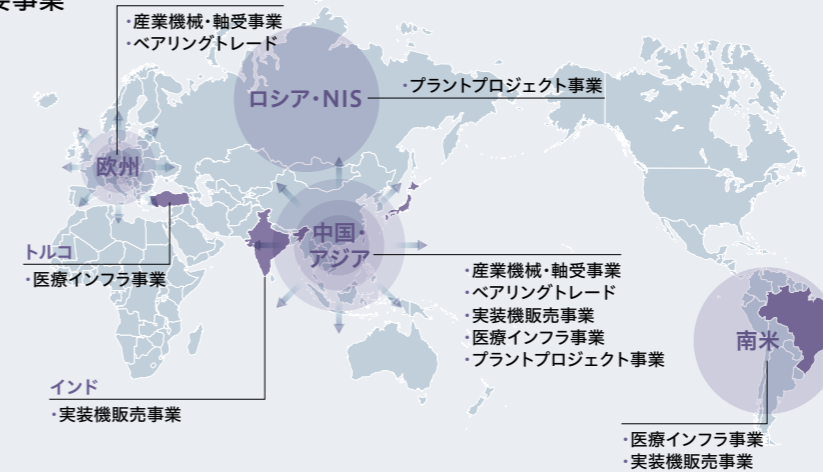 要事業
・産業機械・軸受事業
・ベアリングトレード
ロシア・NIS
・プラントプロジェクト事業
欧州
トルコ
・医療インフラ事業
中国・
アジア
・産業機械・軸受事業
・ベアリングトレード
・実装機販売事業
・医療インフラ事業
・プラントプロジェクト事業
インド
・実装機販売事業
南米
・医療インフラ事業
・実装機販売事業